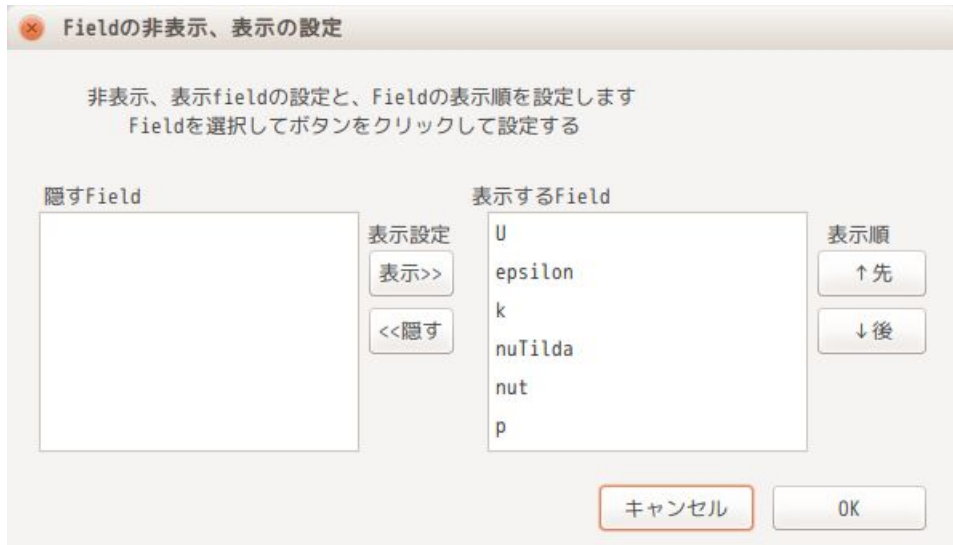 Fieldの非表示、表示の設定
非表示、表示fieldの設定と、Fieldの表示順を設定します
Fieldを選択してボタンをクリックして設定する
隠すField
表示するField
表示設定
表示順
表示>>
<<隠す
U
epsilon
k
nuTilda
nut
p
↑先
↓後
キャンセル
OK